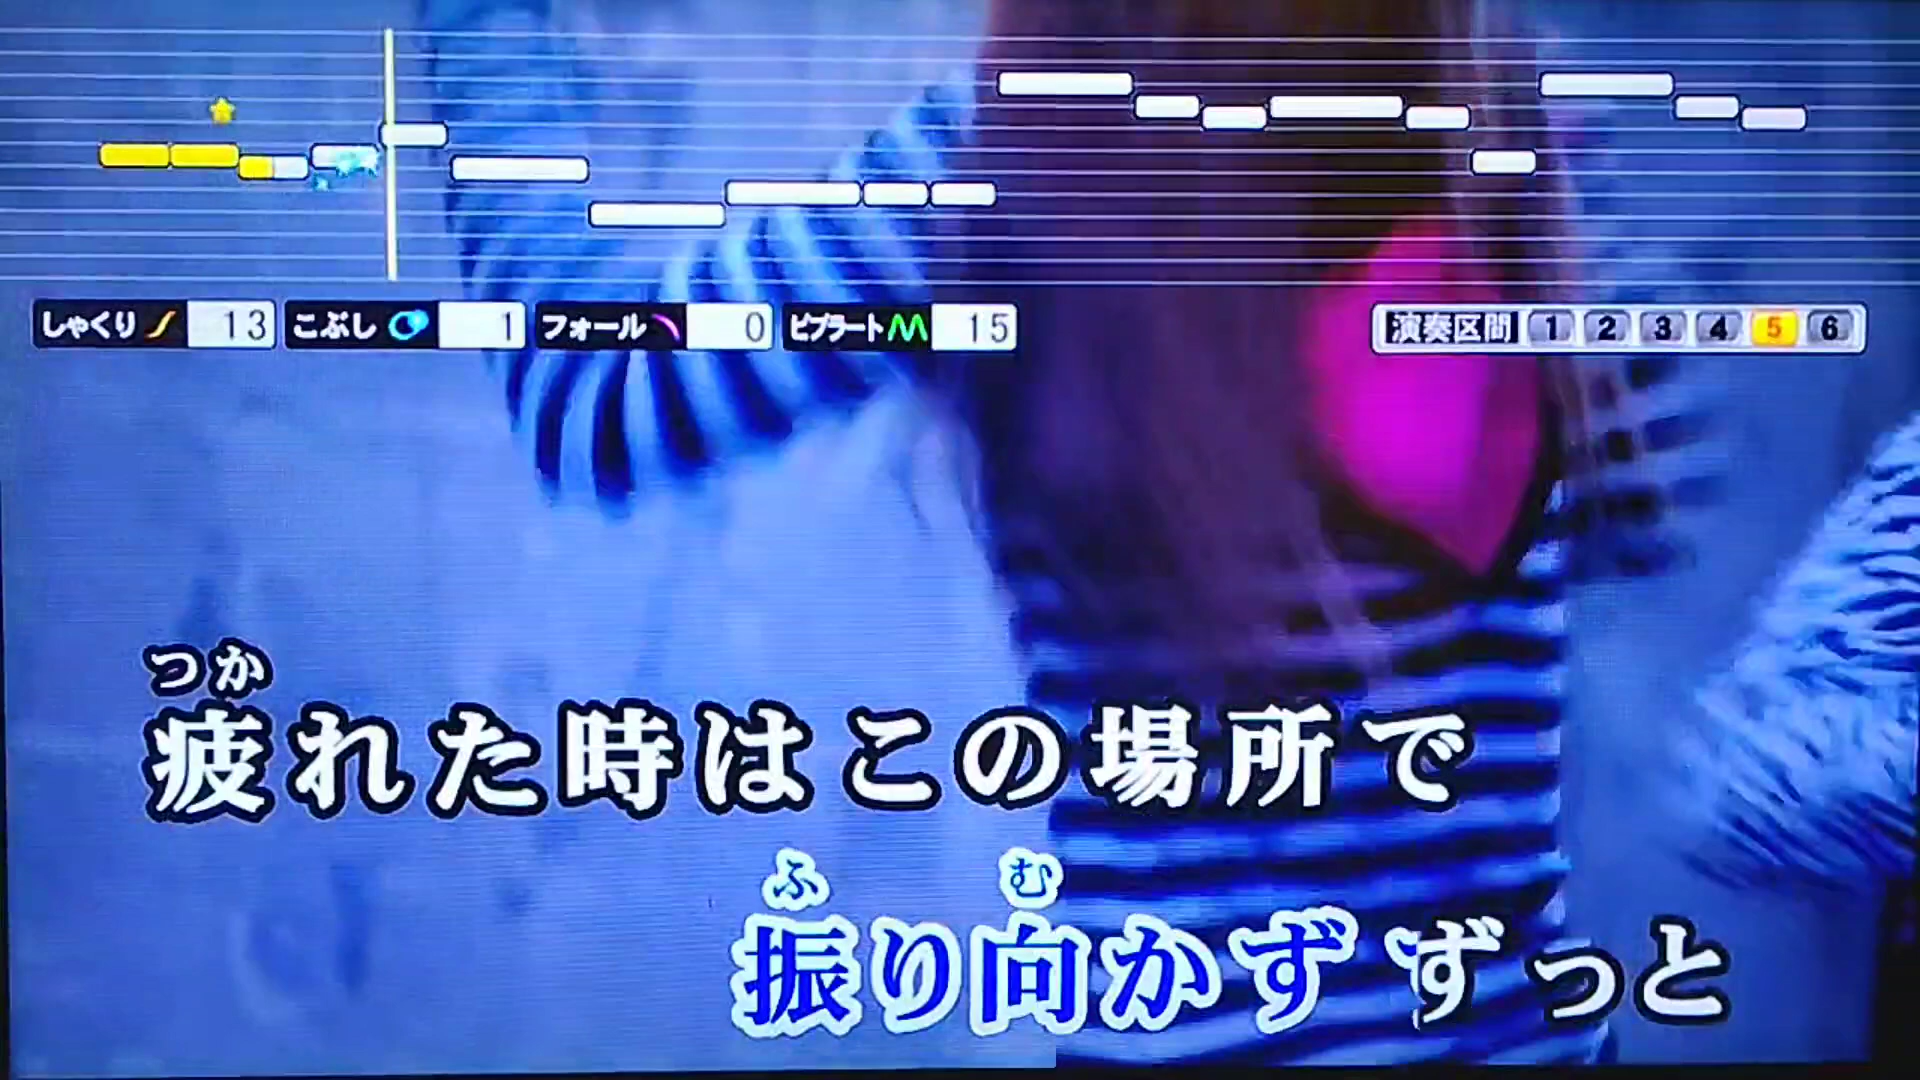 しゃくり 13 こぶし 1 フォール 0 ビブラート 15 演奏区間 1 2 3 4 5 6
つか
疲れた時はこの場所で
ふ む
振り向かず ずっと